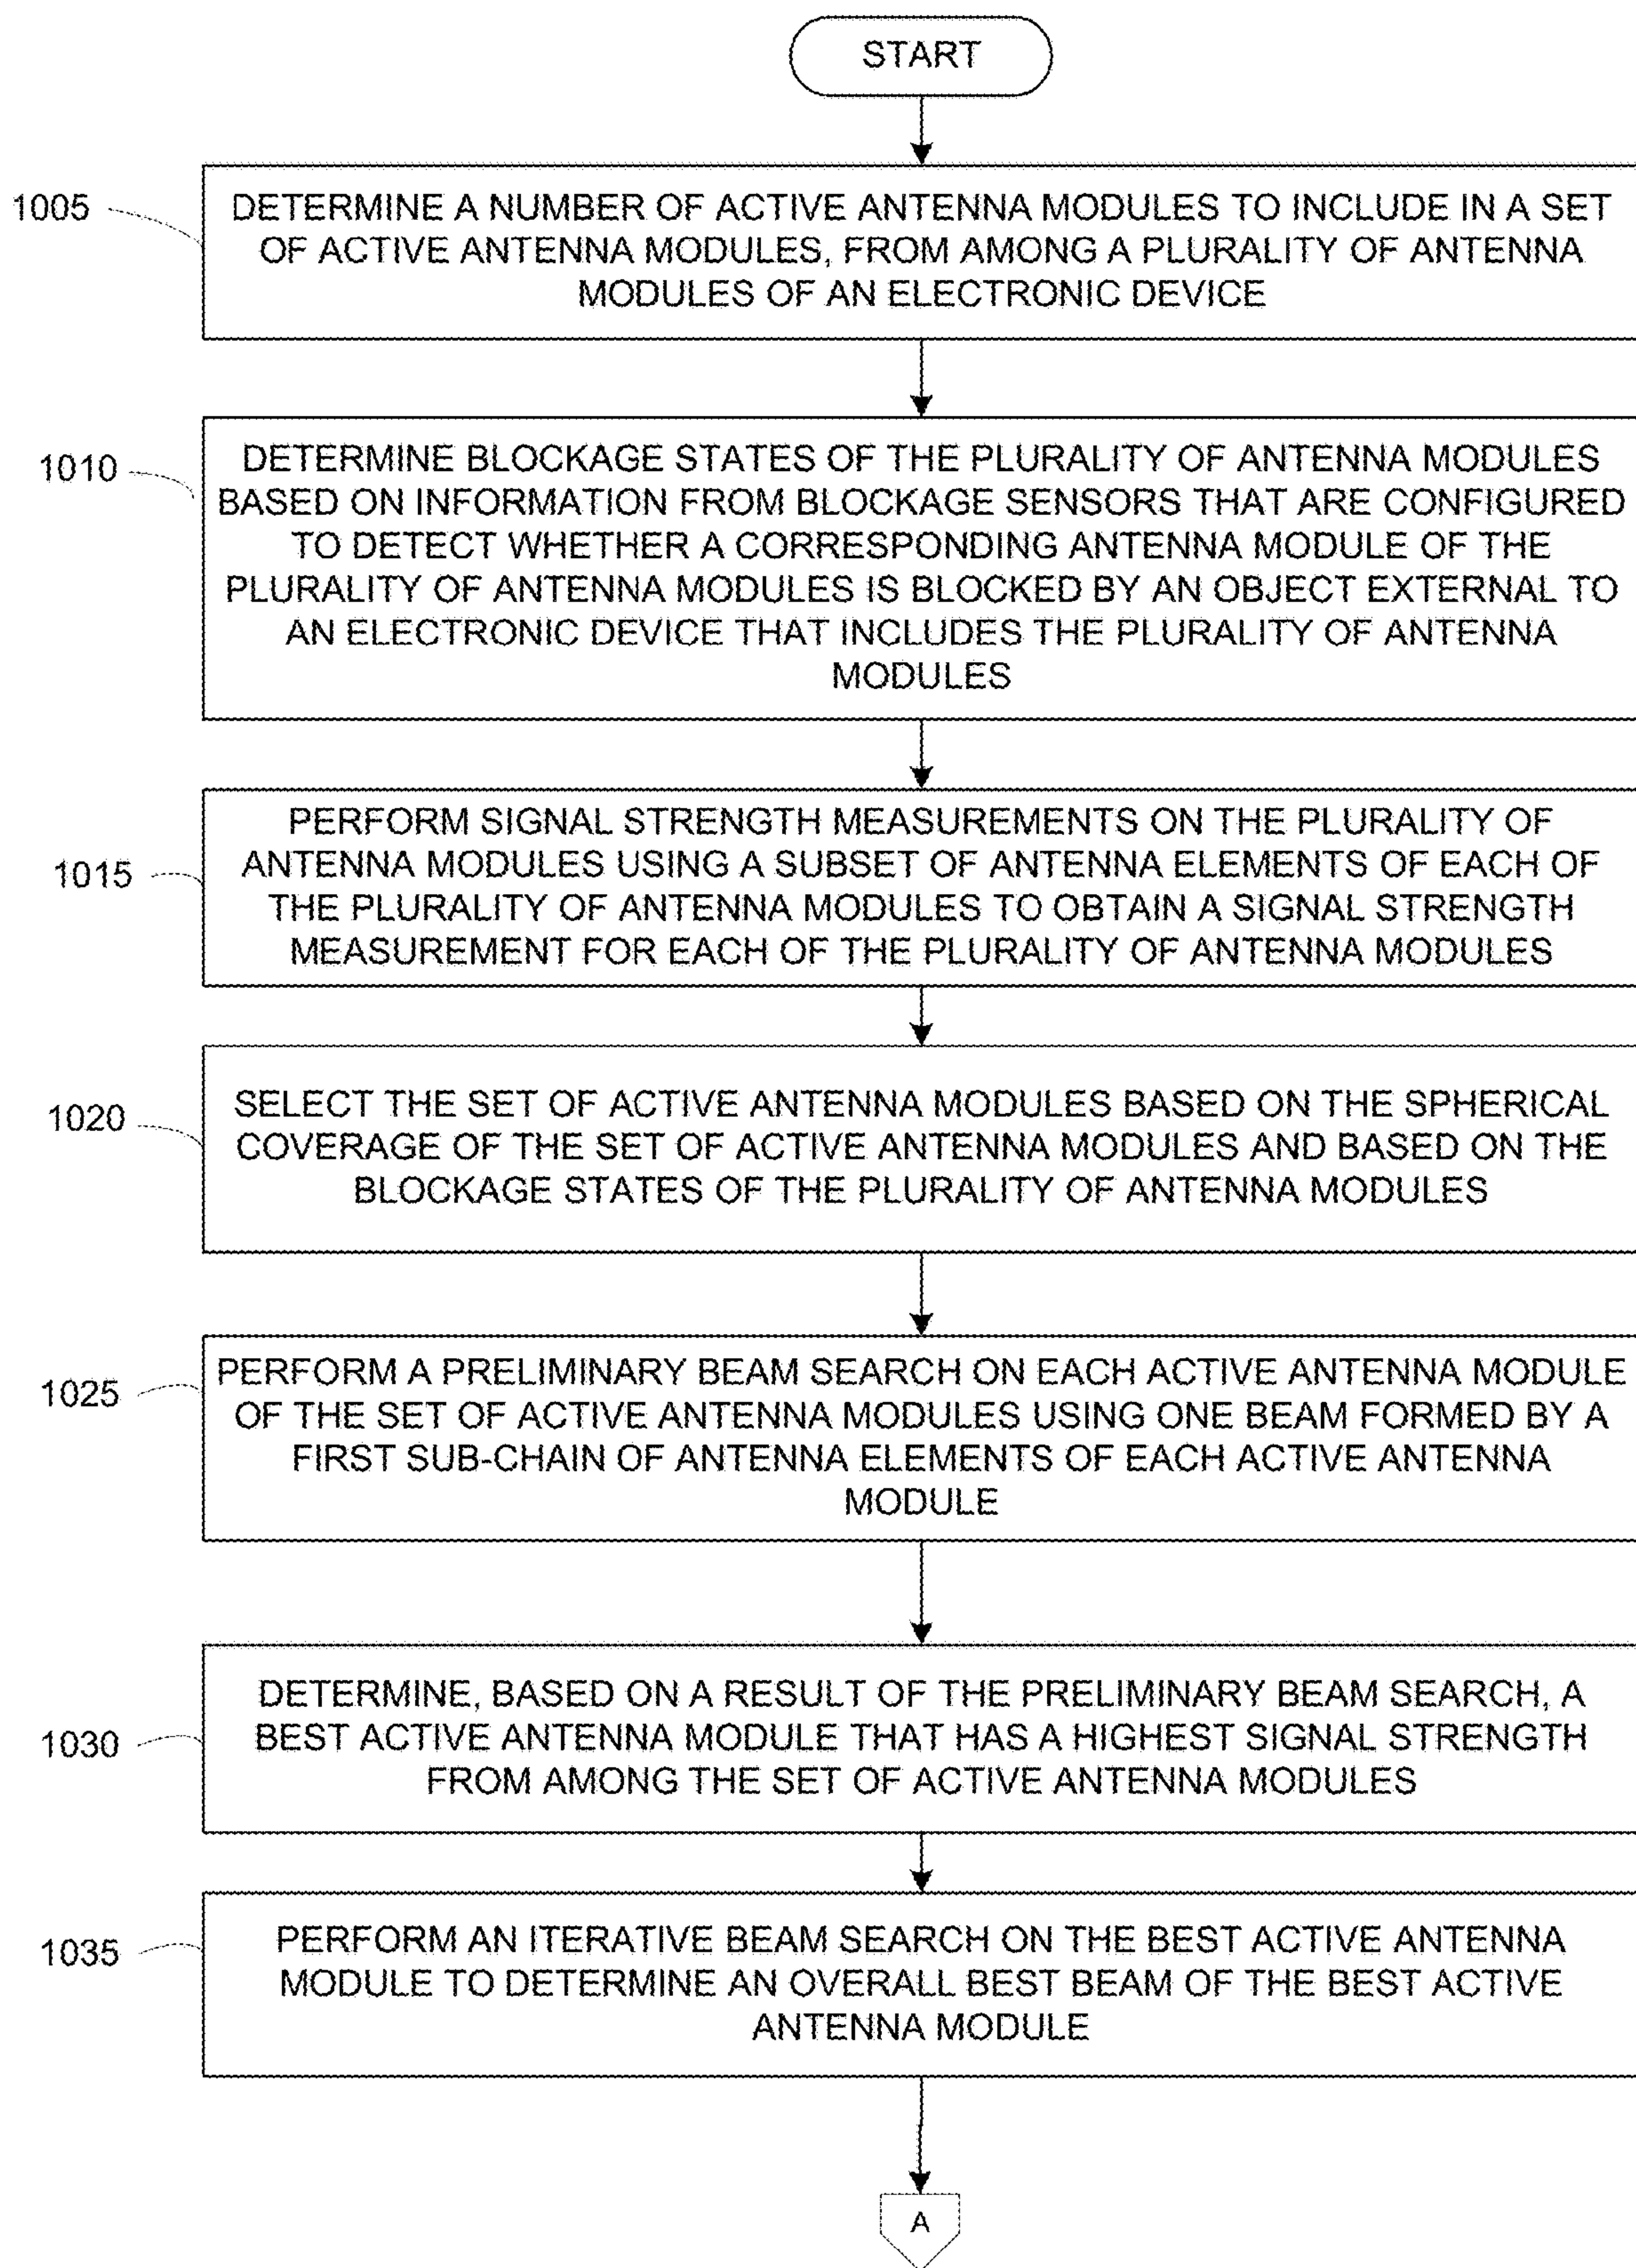 START
1005
DETERMINE A NUMBER OF ACTIVE ANTENNA MODULES TO INCLUDE IN A SET
OF ACTIVE ANTENNA MODULES, FROM AMONG A PLURALITY OF ANTENNA
MODULES OF AN ELECTRONIC DEVICE
1010
DETERMINE BLOCKAGE STATES OF THE PLURALITY OF ANTENNA MODULES
BASED ON INFORMATION FROM BLOCKAGE SENSORS THAT ARE CONFIGURED
TO DETECT WHETHER A CORRESPONDING ANTENNA MODULE OF THE
PLURALITY OF ANTENNA MODULES IS BLOCKED BY AN OBJECT EXTERNAL TO
AN ELECTRONIC DEVICE THAT INCLUDES THE PLURALITY OF ANTENNA
MODULES
1015
PERFORM SIGNAL STRENGTH MEASUREMENTS ON THE PLURALITY OF
ANTENNA MODULES USING A SUBSET OF ANTENNA ELEMENTS OF EACH OF
THE PLURALITY OF ANTENNA MODULES TO OBTAIN A SIGNAL STRENGTH
MEASUREMENT FOR EACH OF THE PLURALITY OF ANTENNA MODULES
1020
SELECT THE SET OF ACTIVE ANTENNA MODULES BASED ON THE SPHERICAL
COVERAGE OF THE SET OF ACTIVE ANTENNA MODULES AND BASED ON THE
BLOCKAGE STATES OF THE PLURALITY OF ANTENNA MODULES
1025
PERFORM A PRELIMINARY BEAM SEARCH ON EACH ACTIVE ANTENNA MODULE
OF THE SET OF ACTIVE ANTENNA MODULES USING ONE BEAM FORMED BY A
FIRST SUB-CHAIN OF ANTENNA ELEMENTS OF EACH ACTIVE ANTENNA
MODULE
1030
DETERMINE, BASED ON A RESULT OF THE PRELIMINARY BEAM SEARCH, A
BEST ACTIVE ANTENNA MODULE THAT HAS A HIGHEST SIGNAL STRENGTH
FROM AMONG THE SET OF ACTIVE ANTENNA MODULES
1035
PERFORM AN ITERATIVE BEAM SEARCH ON THE BEST ACTIVE ANTENNA
MODULE TO DETERMINE AN OVERALL BEST BEAM OF THE BEST ACTIVE
ANTENNA MODULE
A